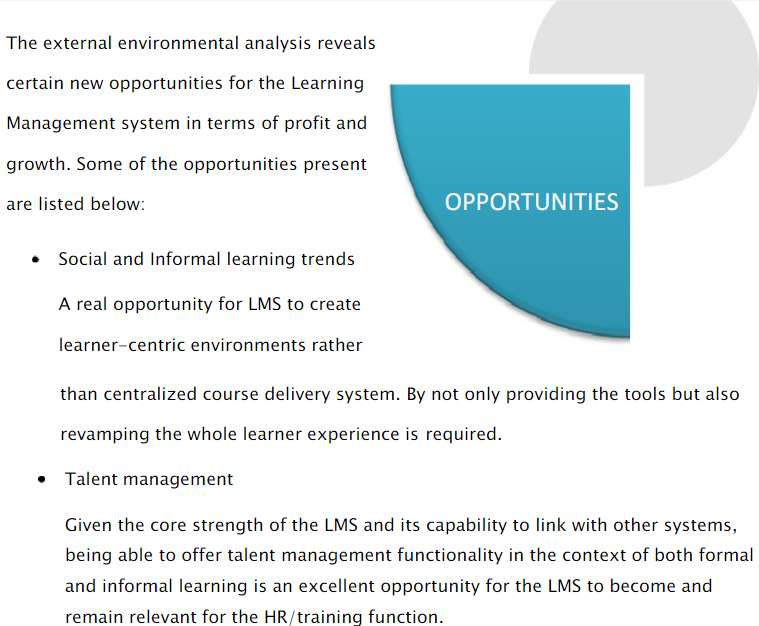 The external environmental analysis reveals
certain new opportunities for the Learning
Management system in terms of profit and
growth. Some of the opportunities present
are listed below:
OPPORTUNITIES
• Social and Informal learning trends
A real opportunity for LMS to create
learner-centric environments rather
than centralized course delivery system. By not only providing the tools but also
revamping the whole learner experience is required.
• Talent management
Given the core strength of the LMS and its capability to link with other systems,
being able to offer talent management functionality in the context of both formal
and informal learning is an excellent opportunity for the LMS to become and
remain relevant for the HR/training function.